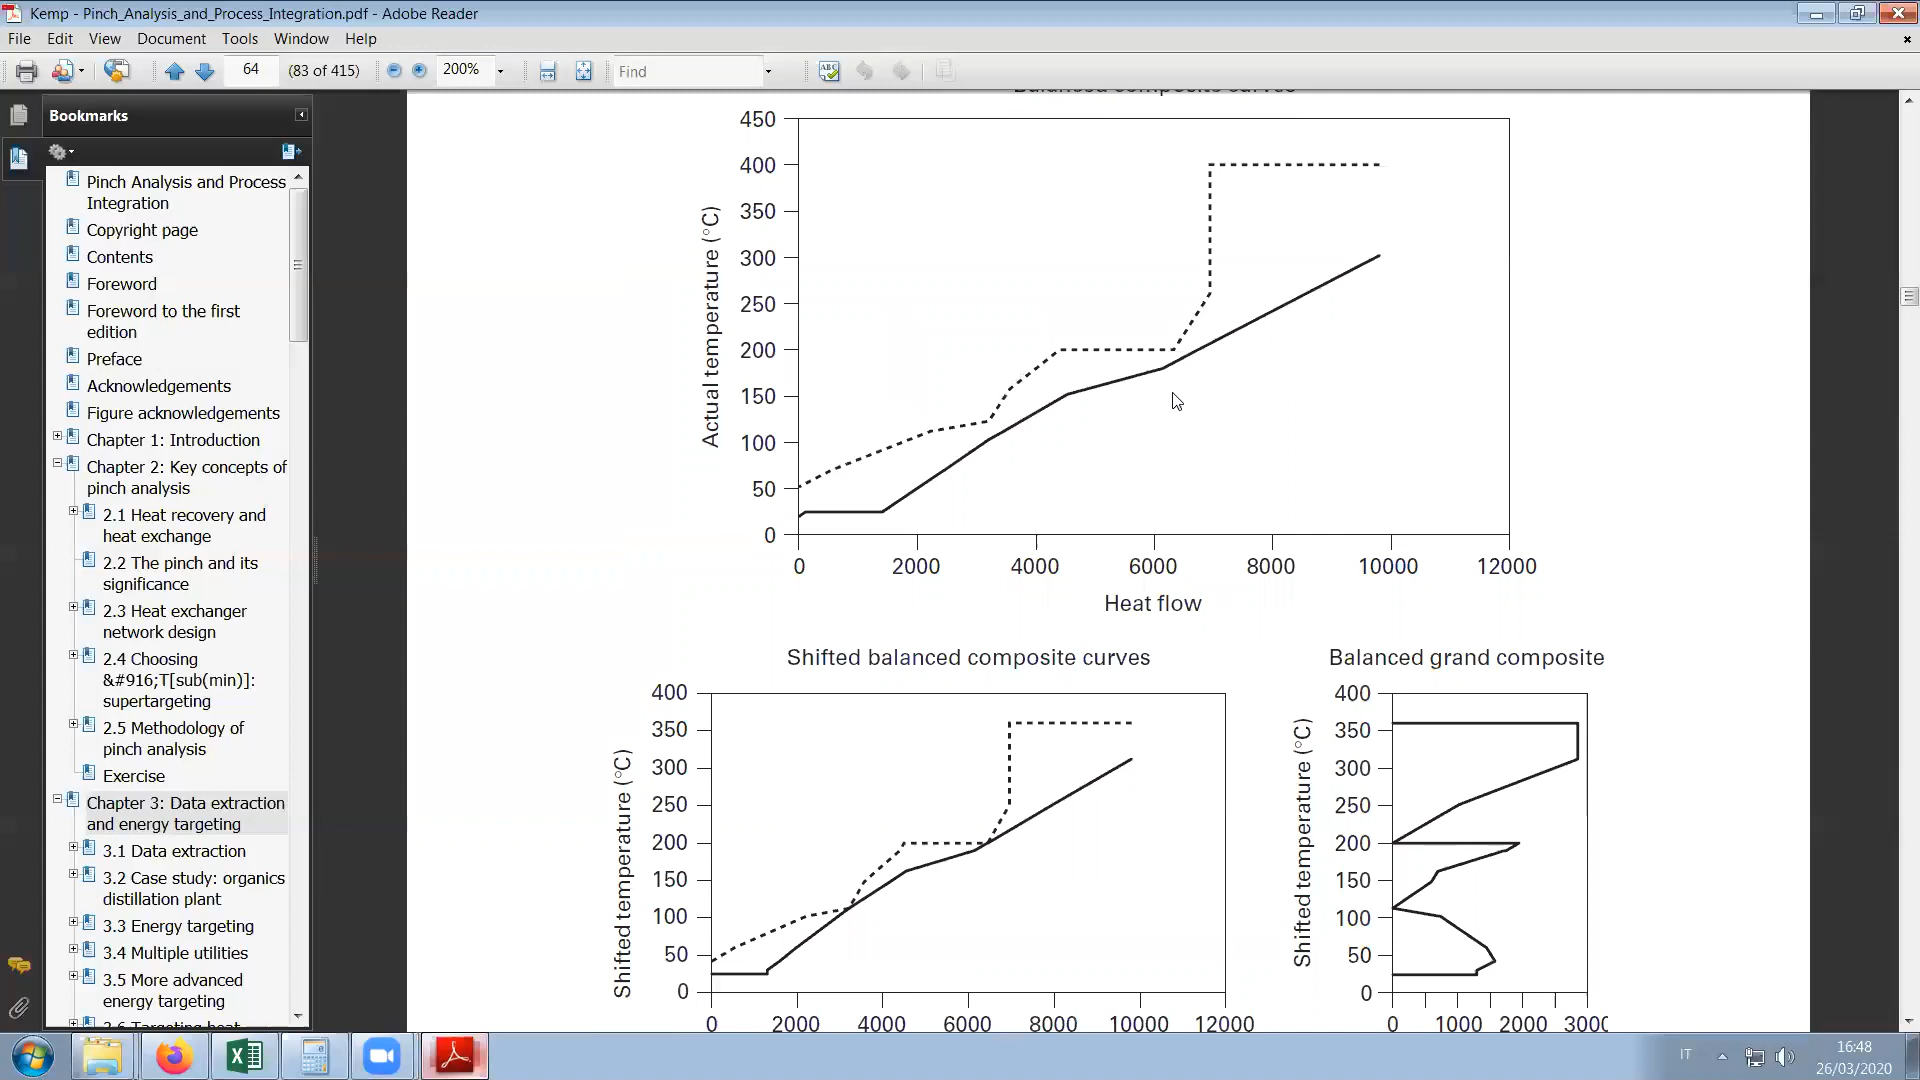 Kemp - Pinch_Analysis_and_Process_Integration.pdf - Adobe Reader
File Edit View Document Tools Window Help
64 (83 of 415) 200% Find
Bookmarks
Pinch Analysis and Process
Integration
Copyright page
Contents
Foreword
Foreword to the first
edition
Preface
Acknowledgements
Figure acknowledgements
Chapter 1: Introduction
Chapter 2: Key concepts of
pinch analysis
2.1 Heat recovery and
heat exchange
2.2 The pinch and its
significance
2.3 Heat exchanger
network design
2.4 Choosing
&#916;T[sub(min)]:
supertargeting
2.5 Methodology of
pinch analysis
Exercise
Chapter 3: Data extraction
and energy targeting
3.1 Data extraction
3.2 Case study: organics
distillation plant
3.3 Energy targeting
3.4 Multiple utilities
3.5 More advanced
energy targeting
3.6 Targeting heat
Balanced composite curves
Actual temperature (°C)
450
400
350
300
250
200
150
100
50
0
0 2000 4000 6000 8000 10000 12000
Heat flow
Shifted balanced composite curves
Shifted temperature (°C)
400
350
300
250
200
150
100
50
0
0 2000 4000 6000 8000 10000 12000
Balanced grand composite
Shifted temperature (°C)
400
350
300
250
200
150
100
50
0
0 1000 2000 3000
IT
16:48
26/03/2020